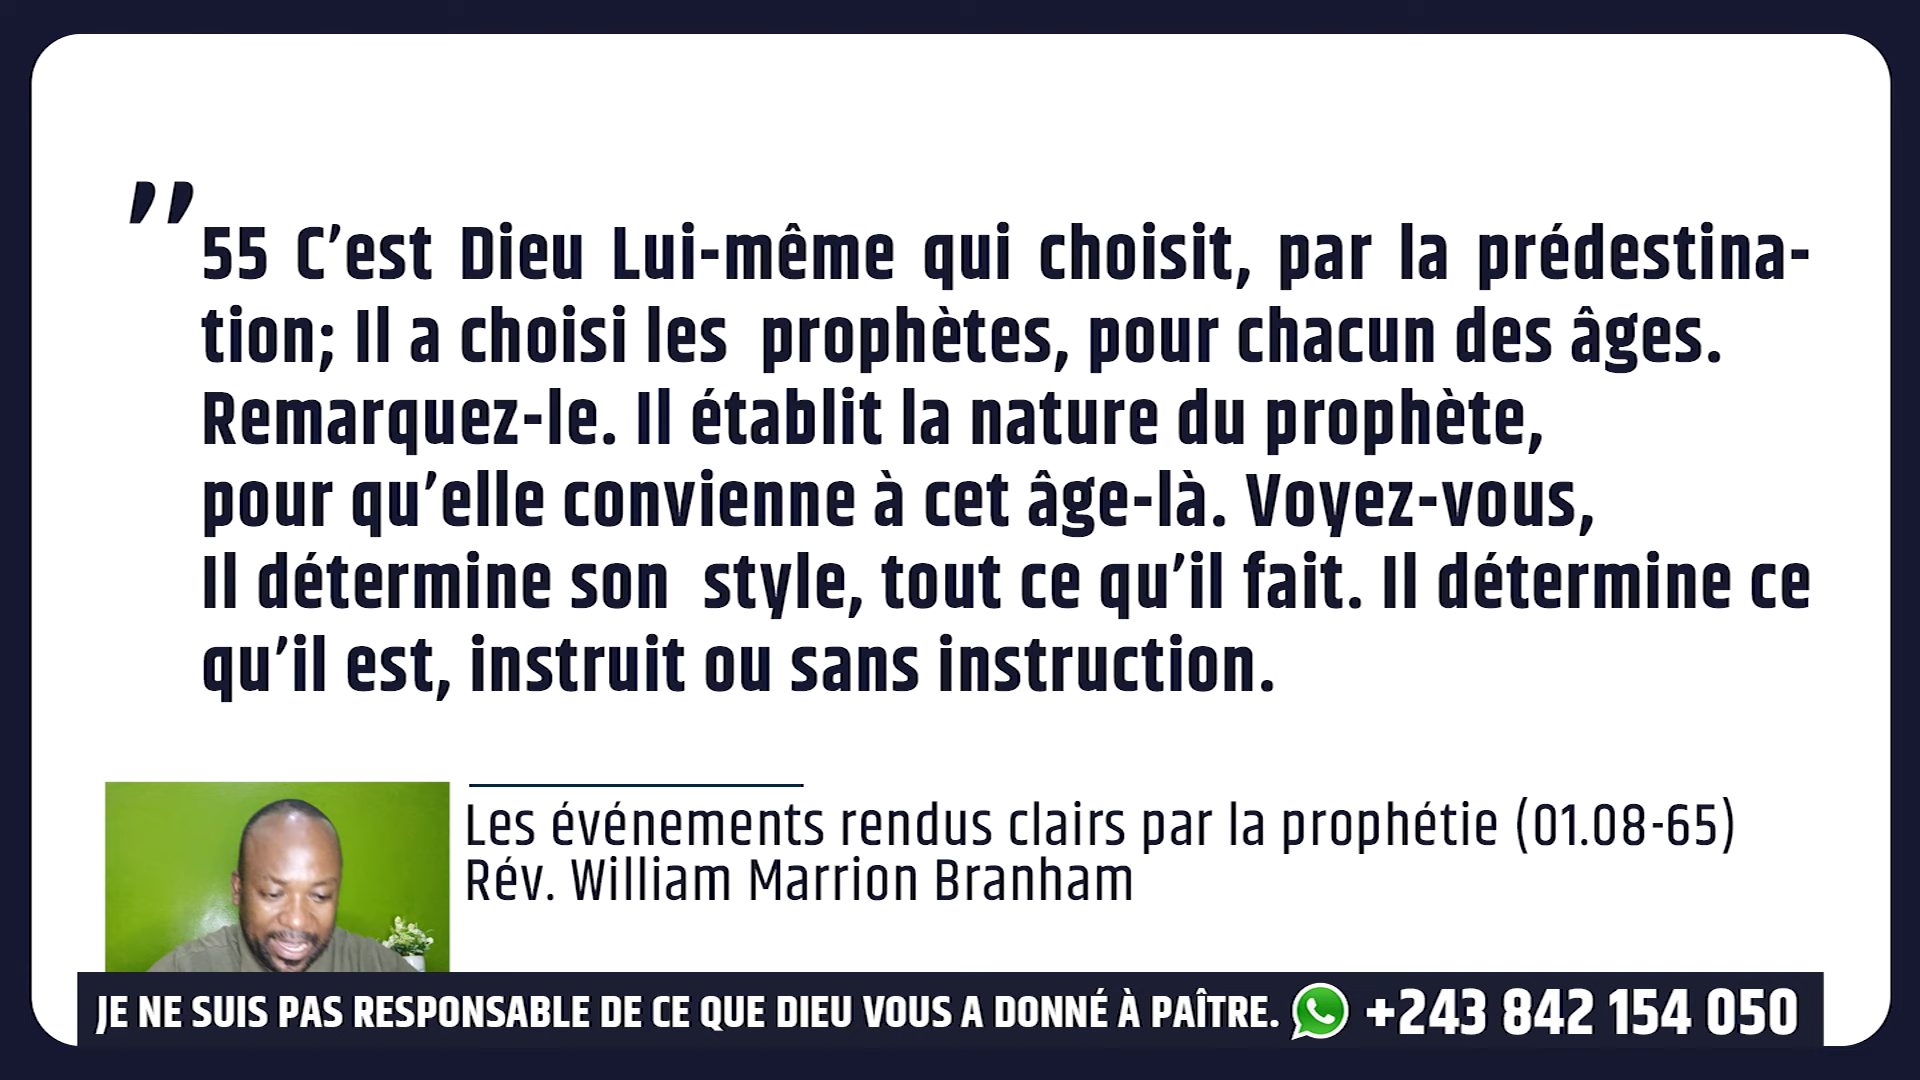 ”
55 C’est Dieu Lui-même qui choisit, par la prédestina-
tion; Il a choisi les prophètes, pour chacun des âges.
Remarquez-le. Il établit la nature du prophète,
pour qu’elle convienne à cet âge-là. Voyez-vous,
Il détermine son style, tout ce qu’il fait. Il détermine ce
qu’il est, instruit ou sans instruction.
Les événements rendus clairs par la prophétie (01.08-65)
Rév. William Marrion Branham
JE NE SUIS PAS RESPONSABLE DE CE QUE DIEU VOUS A DONNÉ À PAÎTRE. +243 842 154 050